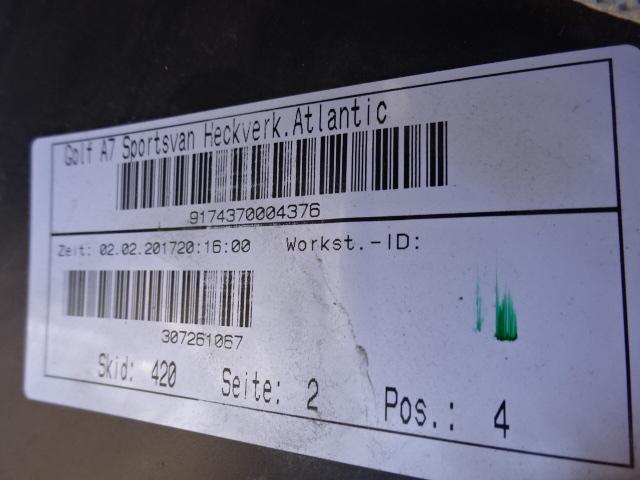 Golf A7 Sportsvan Heckverk.Atlantic
9174370004376
Zeit: 02.02.201720:16:00 Workst.-ID:
307261067
Skid: 420 Seite: 2 Pos.: 4